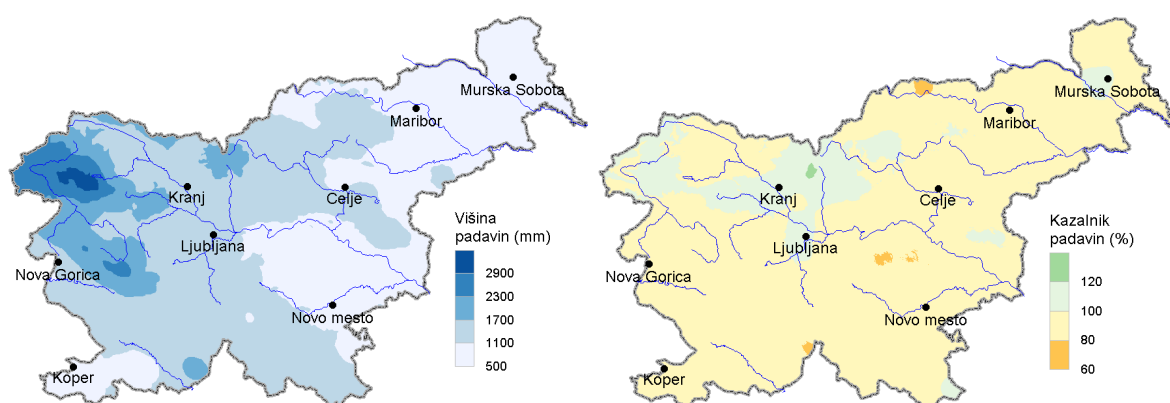 Murska Sobota
Maribor
Kranj
Celje
Ljubljana
Nova Gorica
Novo mesto
Koper
Višina
padavin (mm)
2900
2300
1700
1100
500
Murska Sobota
Maribor
Kranj
Celje
Ljubljana
Nova Gorica
Novo mesto
Koper
Kazalnik
padavin (%)
120
100
80
60